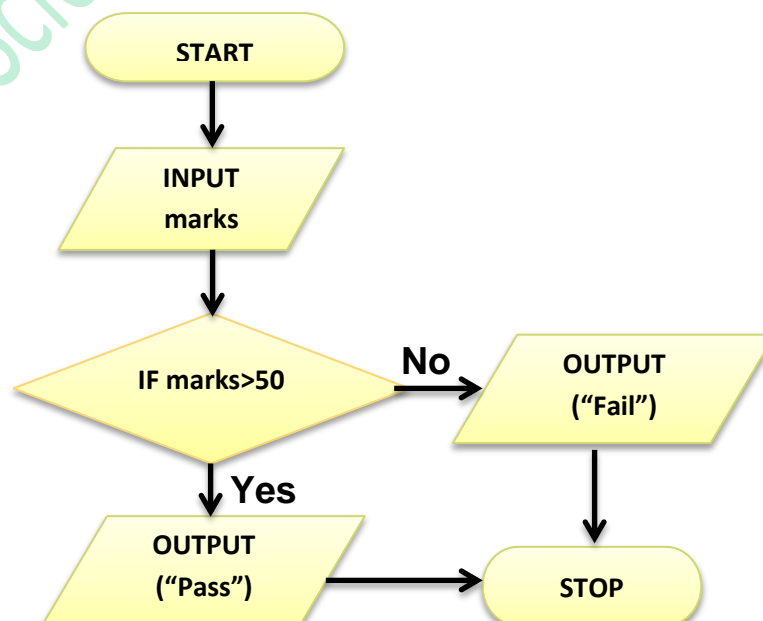 START
INPUT
marks
IF marks>50
No
OUTPUT
(“Fail”)
Yes
OUTPUT
(“Pass”)
STOP